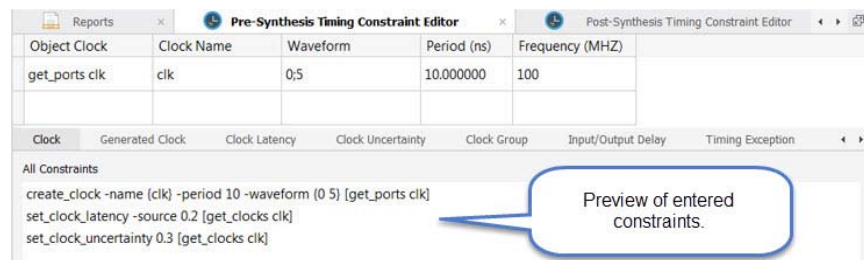 Reports × Pre-Synthesis Timing Constraint Editor × Post-Synthesis Timing Constraint Editor
Object Clock Clock Name Waveform Period (ns) Frequency (MHZ)
get_ports clk clk 0;5 10.000000 100
Clock Generated Clock Clock Latency Clock Uncertainty Clock Group Input/Output Delay Timing Exception
All Constraints
create_clock -name {clk} -period 10 -waveform {0 5} [get_ports clk]
set_clock_latency -source 0.2 [get_clocks clk]
set_clock_uncertainty 0.3 [get_clocks clk]
Preview of entered
constraints.